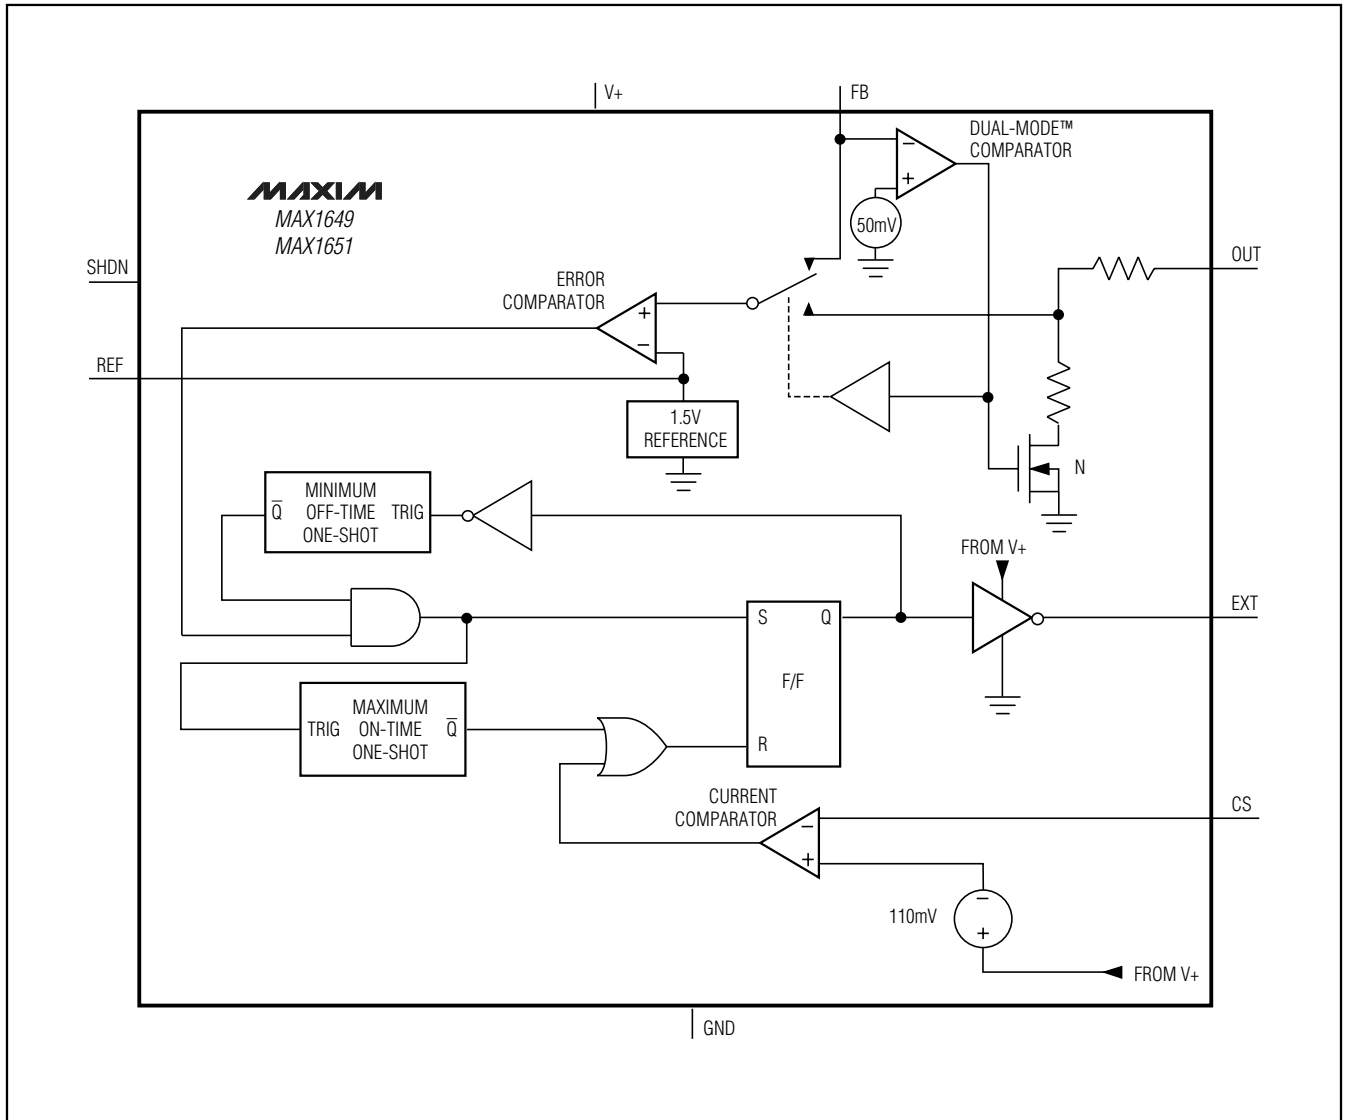 V+
FB
DUAL-MODE™
COMPARATOR
−
+
50mV
MAXIM
MAX1649
MAX1651
SHDN
OUT
ERROR
COMPARATOR
+
−
REF
1.5V
REFERENCE
N
MINIMUM
OFF-TIME
ONE-SHOT
Q̅
TRIG
FROM V+
EXT
S
Q
F/F
R
MAXIMUM
ON-TIME
ONE-SHOT
TRIG
Q̅
CURRENT
COMPARATOR
−
+
CS
110mV
−
+
FROM V+
GND